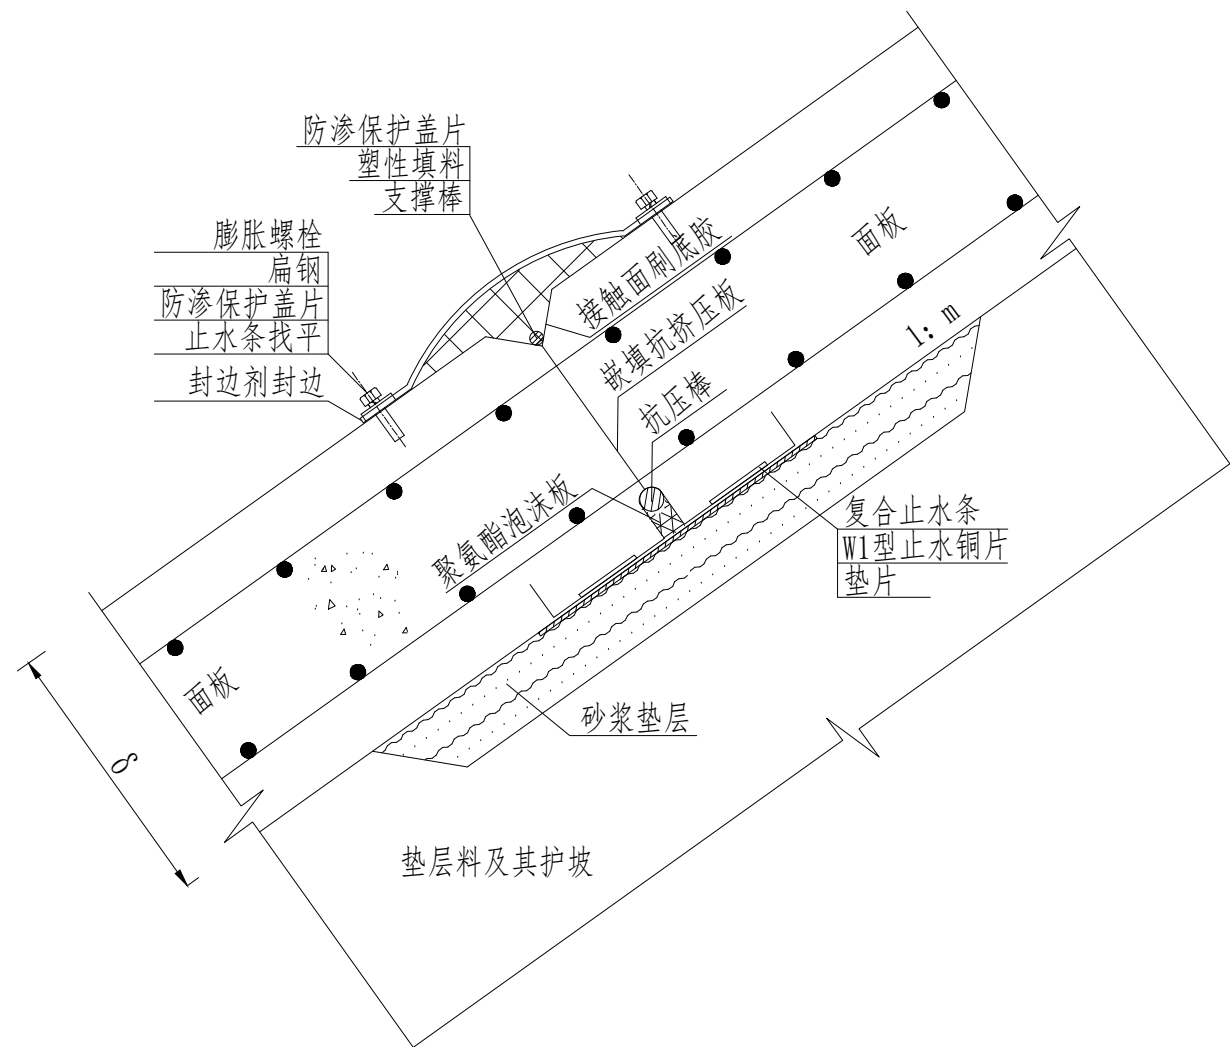 防渗保护盖片
塑性填料
支撑棒
膨胀螺栓
扁钢
防渗保护盖片
止水条找平
封边剂封边
接触面刷底胶
面板
嵌填抗挤压板
1: m
抗压棒
聚氨酯泡沫板
复合止水条
W1型止水铜片
垫片
面板
砂浆垫层
δ
垫层料及其护坡